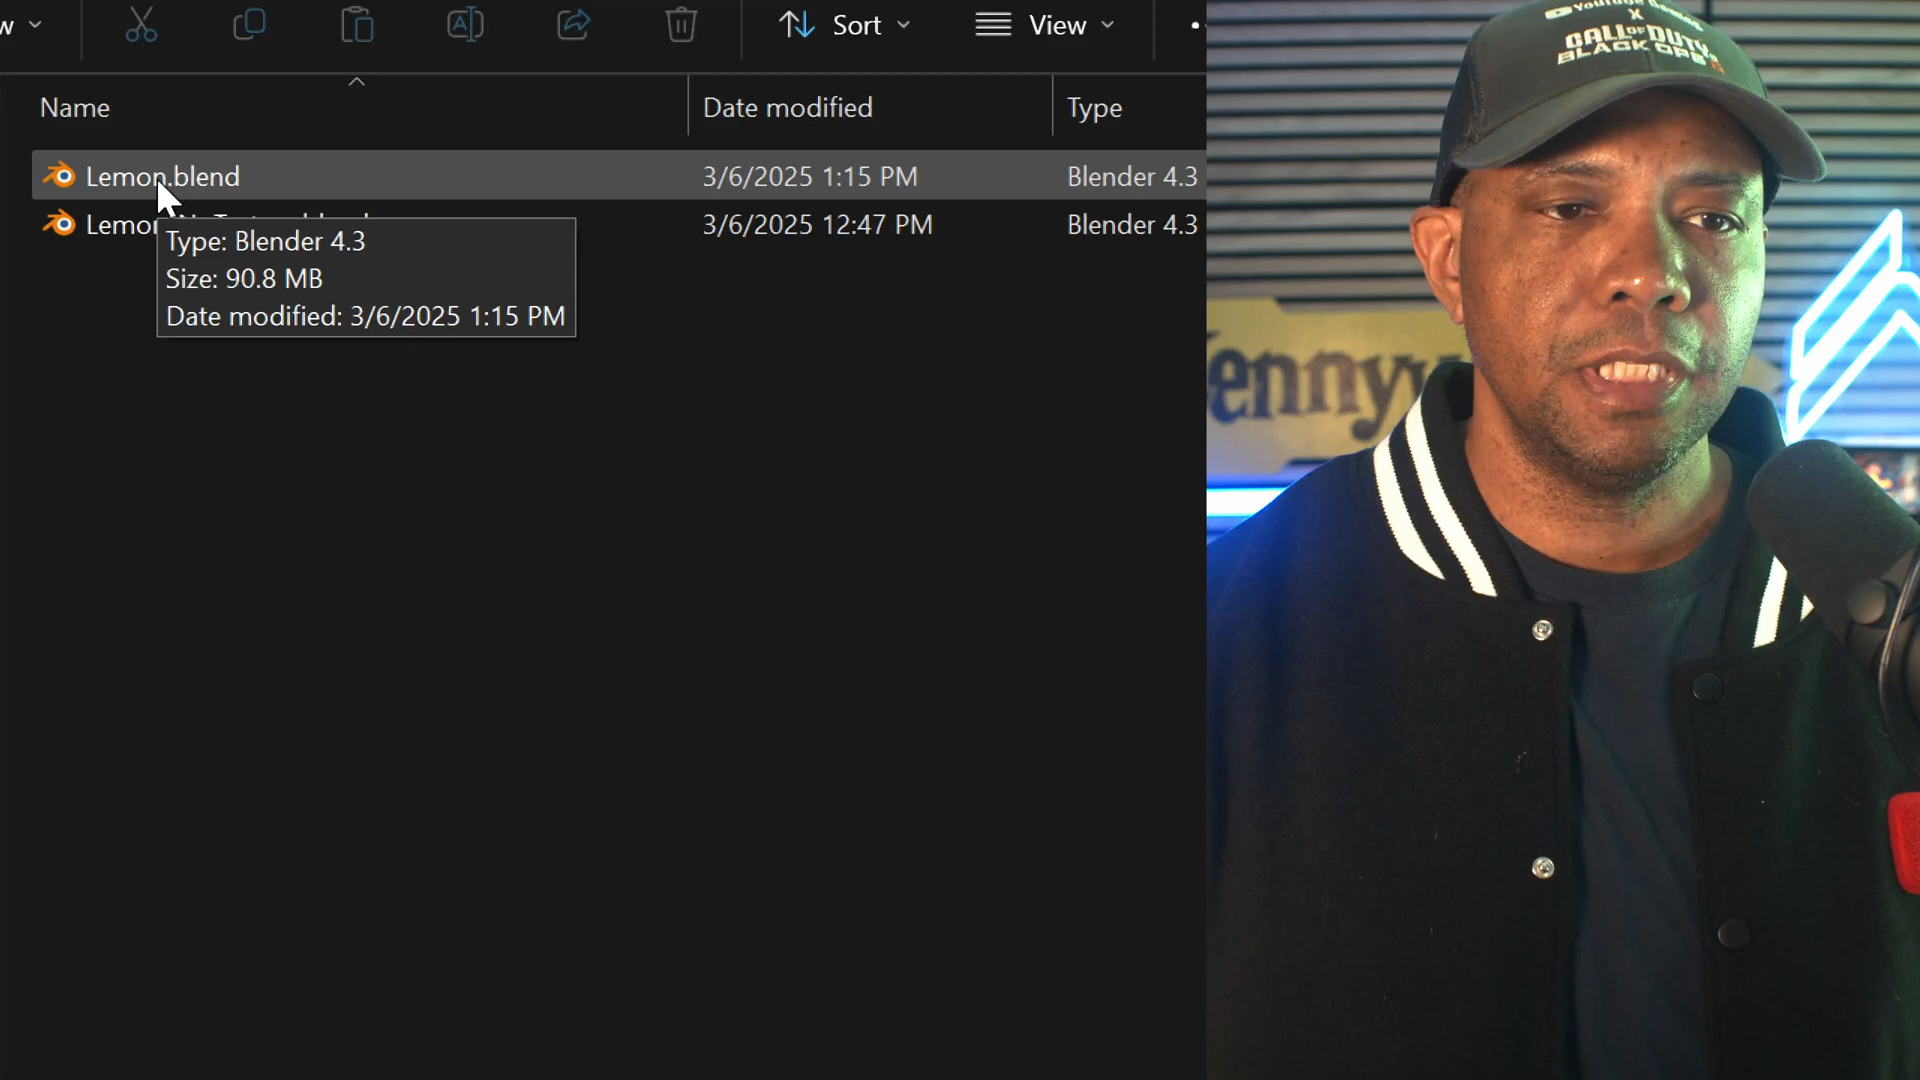 w
Sort
View
Name
Date modified
Type
Lemon.blend
3/6/2025 1:15 PM
Blender 4.3
3/6/2025 12:47 PM
Blender 4.3
Type: Blender 4.3
Size: 90.8 MB
Date modified: 3/6/2025 1:15 PM
X
CALL OF DUTY
BLACK OPS